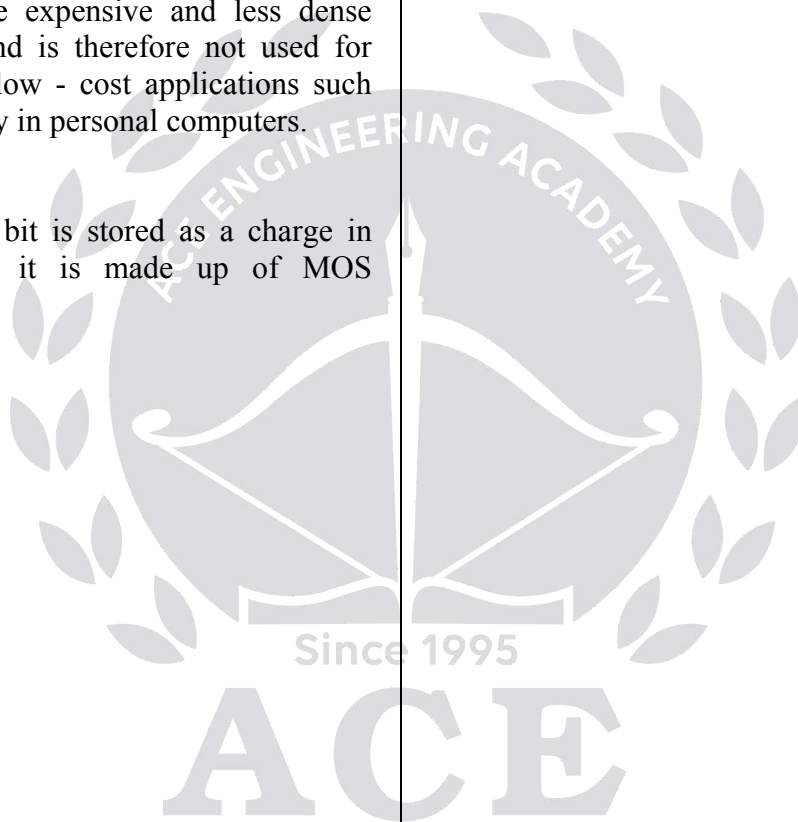 e expensive and less dense
nd is therefore not used for
low - cost applications such
y in personal computers.
bit is stored as a charge in
it is made up of MOS
ACE ENGINEERING ACADEMY
Since 1995
ACE